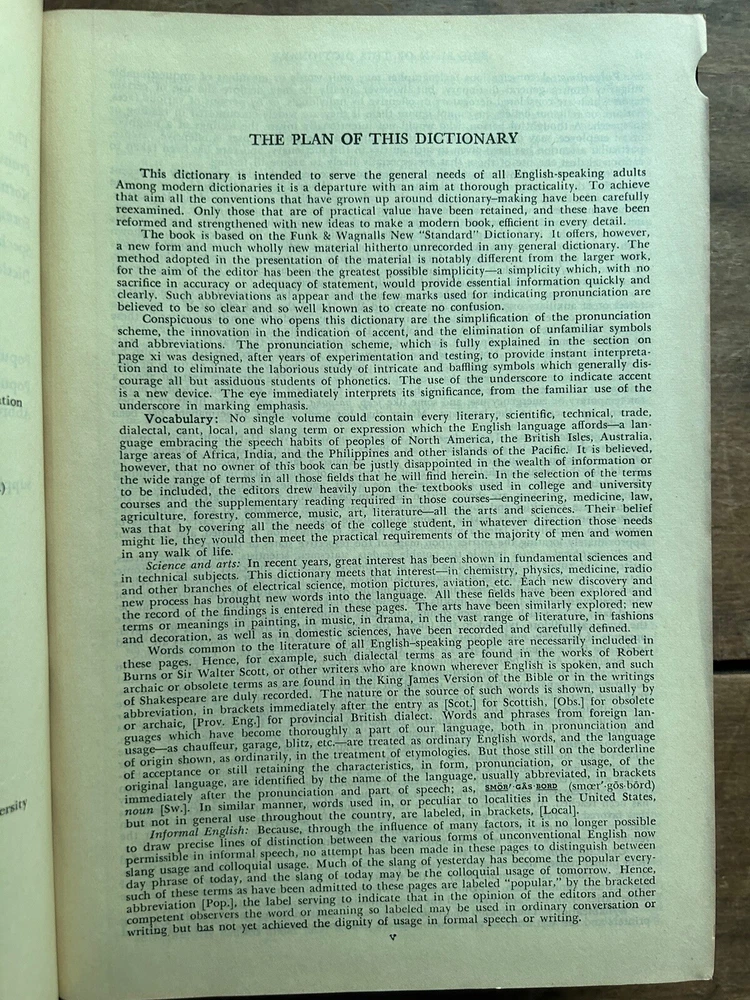 THE PLAN OF THIS DICTIONARY
This dictionary is intended to serve the general needs of all English-speaking adults
Among modern dictionaries it is a departure with an aim at thorough practicality. To achieve
that aim all the conventions that have grown up around dictionary-making have been carefully
reexamined. Only those that are of practical value have been retained, and these have been
reformed and strengthened with new ideas to make a modern book, efficient in every detail.
The book is based on the Funk & Wagnalls New "Standard" Dictionary. It offers, however,
a new form and much wholly new material hitherto unrecorded in any general dictionary. The
method adopted in the presentation of the material is notably different from the larger work,
for the aim of the editor has been the greatest possible simplicity—a simplicity which, with no
sacrifice in accuracy or adequacy of statement, would provide essential information quickly and
clearly. Such abbreviations as appear and the few marks used for indicating pronunciation are
believed to be so clear and so well known as to create no confusion.
Conspicuous to one who opens this dictionary are the simplification of the pronunciation
scheme, the innovation in the indication of accent, and the elimination of unfamiliar symbols
and abbreviations. The pronunciation scheme, which is fully explained in the section on
page xi was designed, after years of experimentation and testing, to provide instant interpreta-
tion and to eliminate the laborious study of intricate and baffling symbols which generally dis-
courage all but assiduous students of phonetics. The use of the underscore to indicate accent
is a new device. The eye immediately interprets its significance, from the familiar use of the
underscore in marking emphasis.
Vocabulary: No single volume could contain every literary, scientific, technical, trade,
dialectal, cant, local, and slang term or expression which the English language affords—a lan-
guage embracing the speech habits of peoples of North America, the British Isles, Australia,
large areas of Africa, India, and the Philippines and other islands of the Pacific. It is believed,
however, that no owner of this book can be justly disappointed in the wealth of information or
the wide range of terms in all those fields that he will find herein. In the selection of the terms
to be included, the editors drew heavily upon the textbooks used in college and university
courses and the supplementary reading required in those courses—engineering, medicine, law,
agriculture, forestry, commerce, music, art, literature—all the arts and sciences. Their belief
was that by covering all the needs of the college student, in whatever direction those needs
might lie, they would then meet the practical requirements of the majority of men and women
in any walk of life.
Science and arts: In recent years, great interest has been shown in fundamental sciences and
in technical subjects. This dictionary meets that interest—in chemistry, physics, medicine, radio
and other branches of electrical science, motion pictures, aviation, etc. Each new discovery and
new process has brought new words into the language. All these fields have been explored and
the record of the findings is entered in these pages. The arts have been similarly explored; new
terms or meanings in painting, in music, in drama, in the vast range of literature, in fashions
and decoration, as well as in domestic sciences, have been recorded and carefully defined.
Words common to the literature of all English-speaking people are necessarily included in
these pages. Hence, for example, such dialectal terms as are found in the works of Robert
Burns or Sir Walter Scott, or other writers who are known wherever English is spoken, and such
archaic or obsolete terms as are found in the King James Version of the Bible or in the writings
of Shakespeare are duly recorded. The nature or the source of such words is shown, usually by
abbreviation, in brackets immediately after the entry as [Scot.] for Scottish, [Obs.] for obsolete
or archaic, [Prov. Eng.] for provincial British dialect. Words and phrases from foreign lan-
guages which have become thoroughly a part of our language, both in pronunciation and
usage—as chauffeur, garage, blitz, etc.—are treated as ordinary English words, and the language
of origin shown, as ordinarily, in the treatment of etymologies. But those still on the borderline
of acceptance or still retaining the characteristics, in form, pronunciation, or usage, of the
original language, are identified by the name of the language, usually abbreviated, in brackets
immediately after the pronunciation and part of speech; as, SMÖR′·GÅS BORD (smœr′·gôs·bōrd)
noun [Sw.]. In similar manner, words used in, or peculiar to localities in the United States,
but not in general use throughout the country, are labeled, in brackets, [Local].
Informal English: Because, through the influence of many factors, it is no longer possible
to draw precise lines of distinction between the various forms of unconventional English now
permissible in informal speech, no attempt has been made in these pages to distinguish between
slang usage and colloquial usage. Much of the slang of yesterday has become the popular every-
day phrase of today, and the slang of today may be the colloquial usage of tomorrow. Hence,
such of these terms as have been admitted to these pages are labeled "popular," by the bracketed
abbreviation [Pop.], the label serving to indicate that in the opinion of the editors and other
competent observers the word or meaning so labeled may be used in ordinary conversation or
writing but has not yet achieved the dignity of usage in formal speech or writing.
v